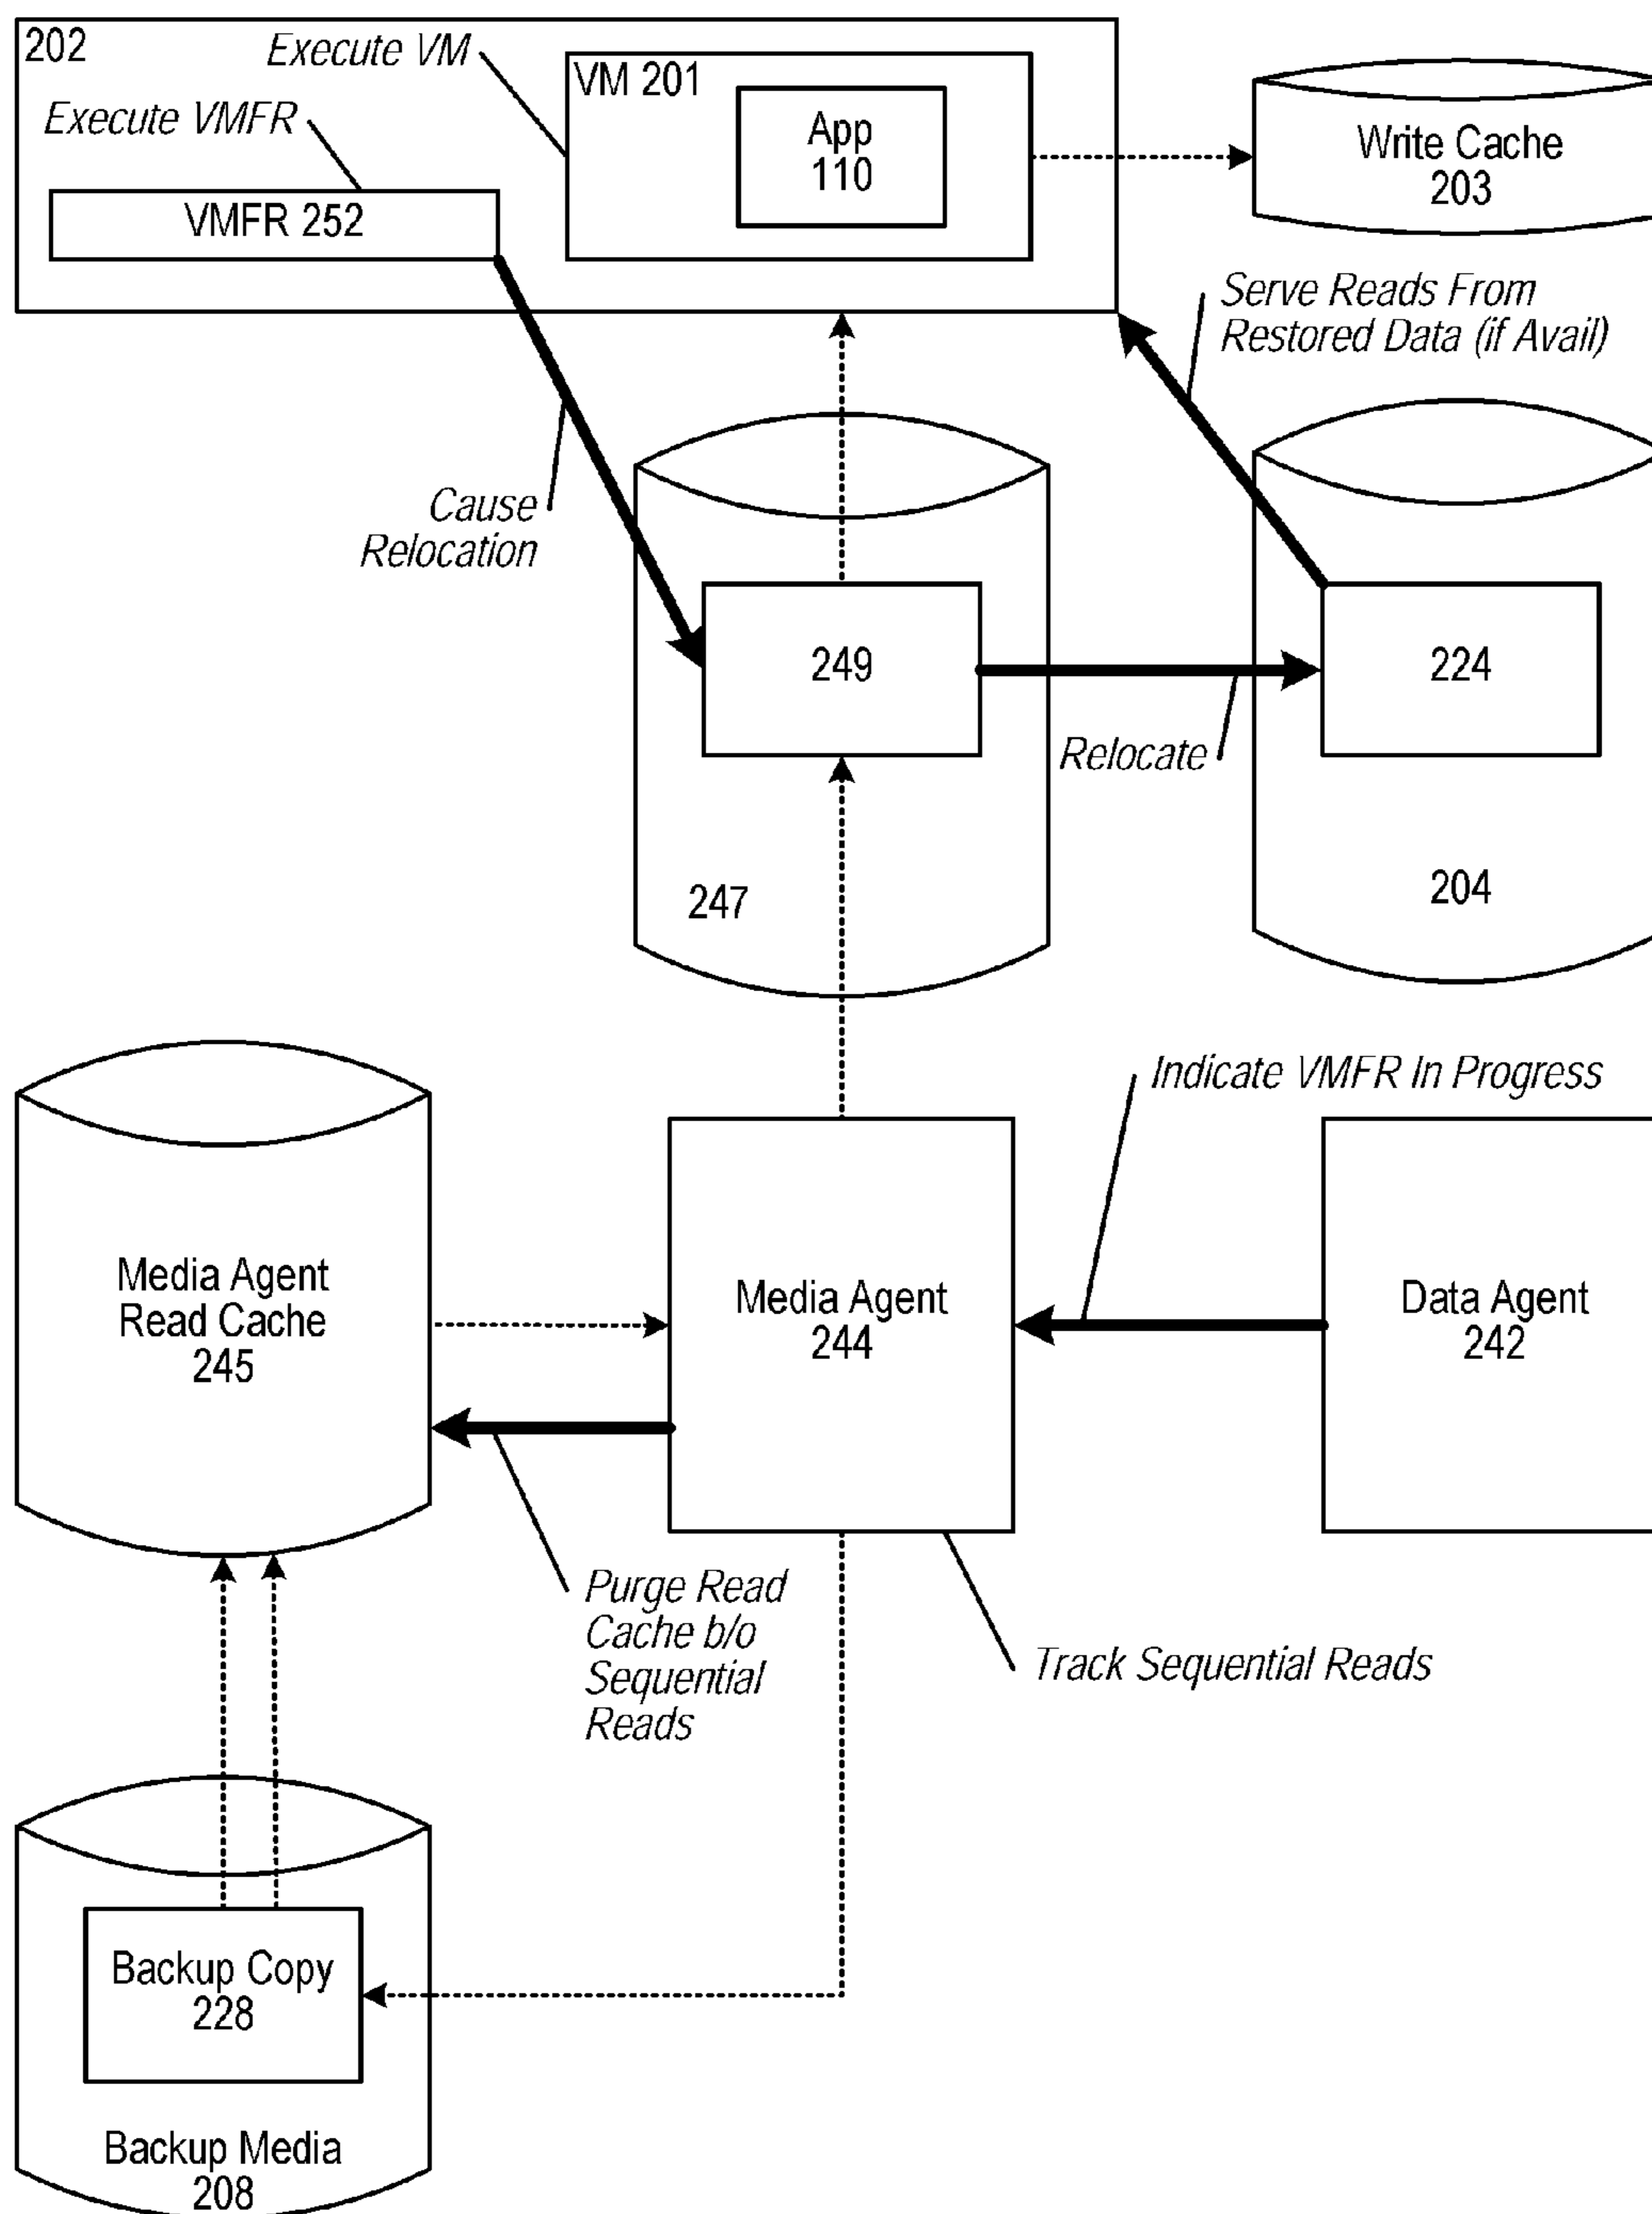 202
Execute VM
VM 201
Execute VMFR
App
110
Write Cache
203
VMFR 252
Serve Reads From
Restored Data (if Avail)
Cause
Relocation
249
224
Relocate
247
204
Indicate VMFR In Progress
Media Agent
Read Cache
245
Media Agent
244
Data Agent
242
Purge Read
Cache b/o
Sequential
Reads
Track Sequential Reads
Backup Copy
228
Backup Media
208